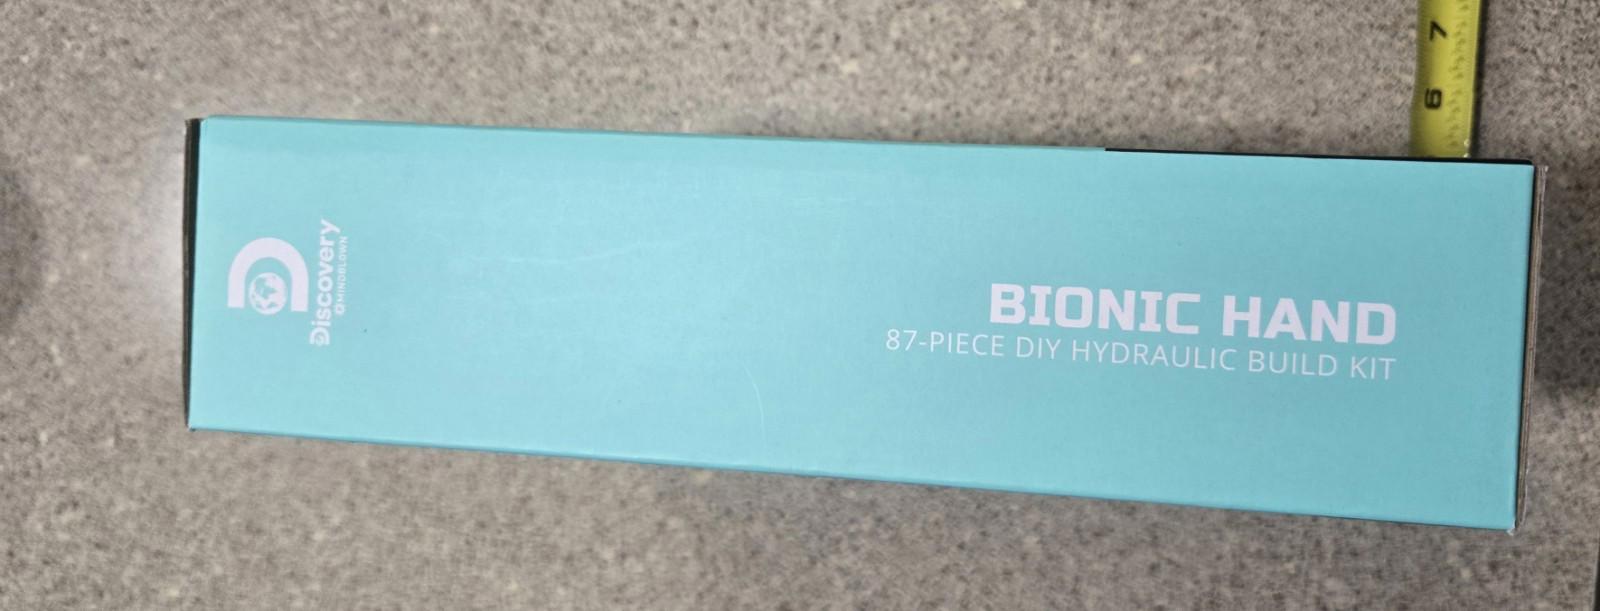 Discovery
#MINDBLOWN
BIONIC HAND
87-PIECE DIY HYDRAULIC BUILD KIT
7
6